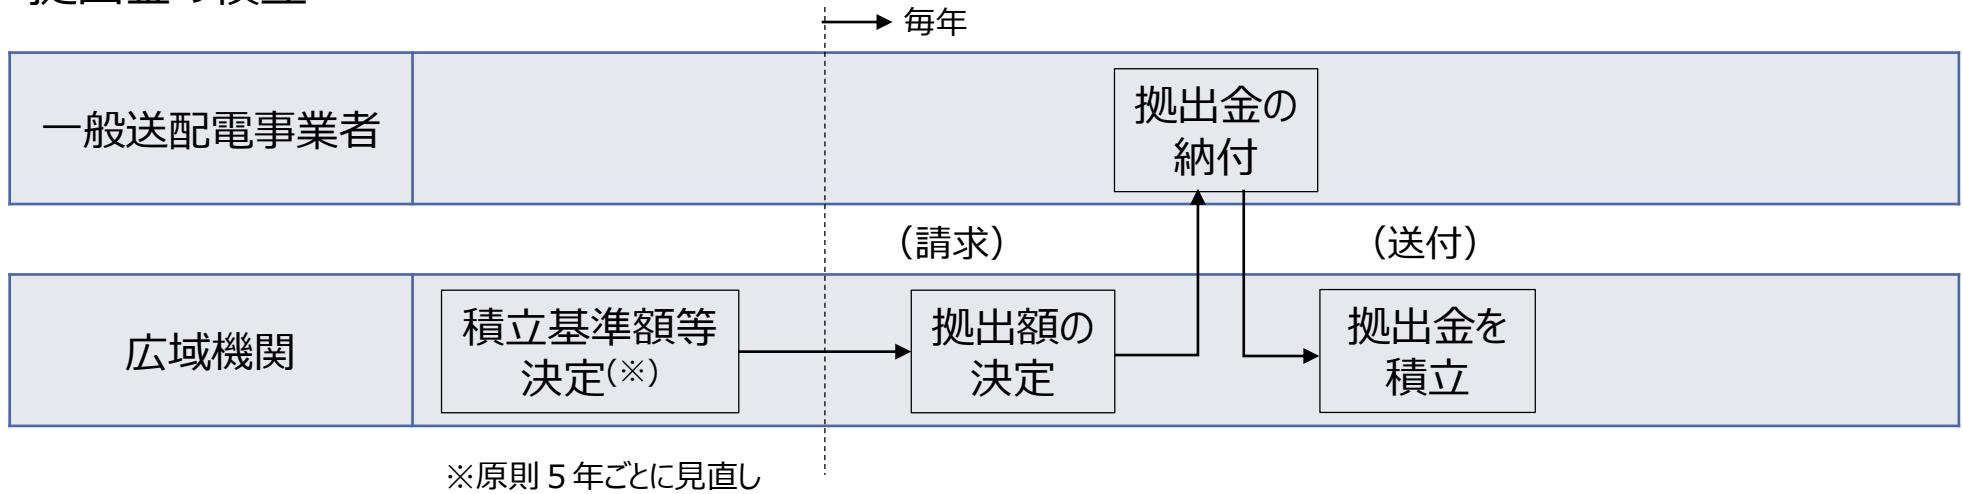 毎年
一般送配電事業者
拠出金の
納付
（請求）
（送付）
広域機関
積立基準額等
決定(※)
拠出額の
決定
拠出金を
積立
※原則５年ごとに見直し